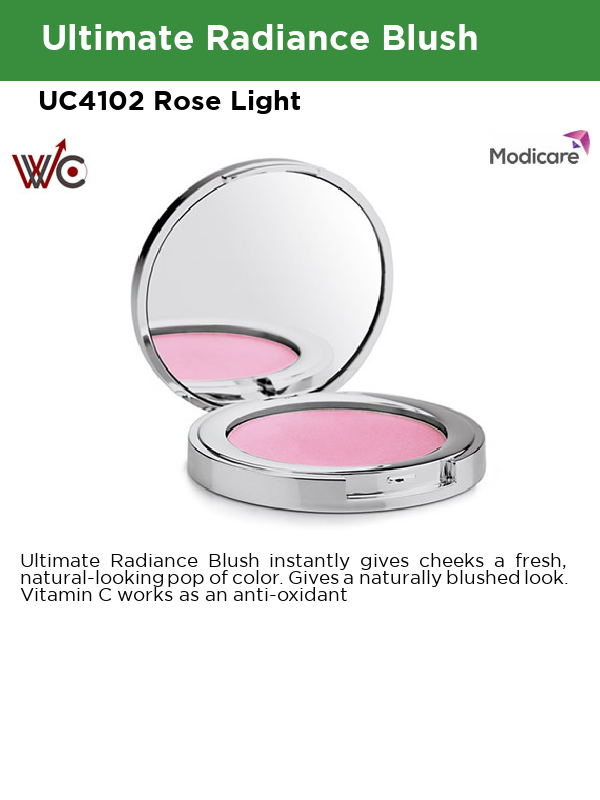 Ultimate Radiance Blush
UC4102 Rose Light
WC
Modicare
Ultimate Radiance Blush instantly gives cheeks a fresh,
natural-looking pop of color. Gives a naturally blushed look.
Vitamin C works as an anti-oxidant